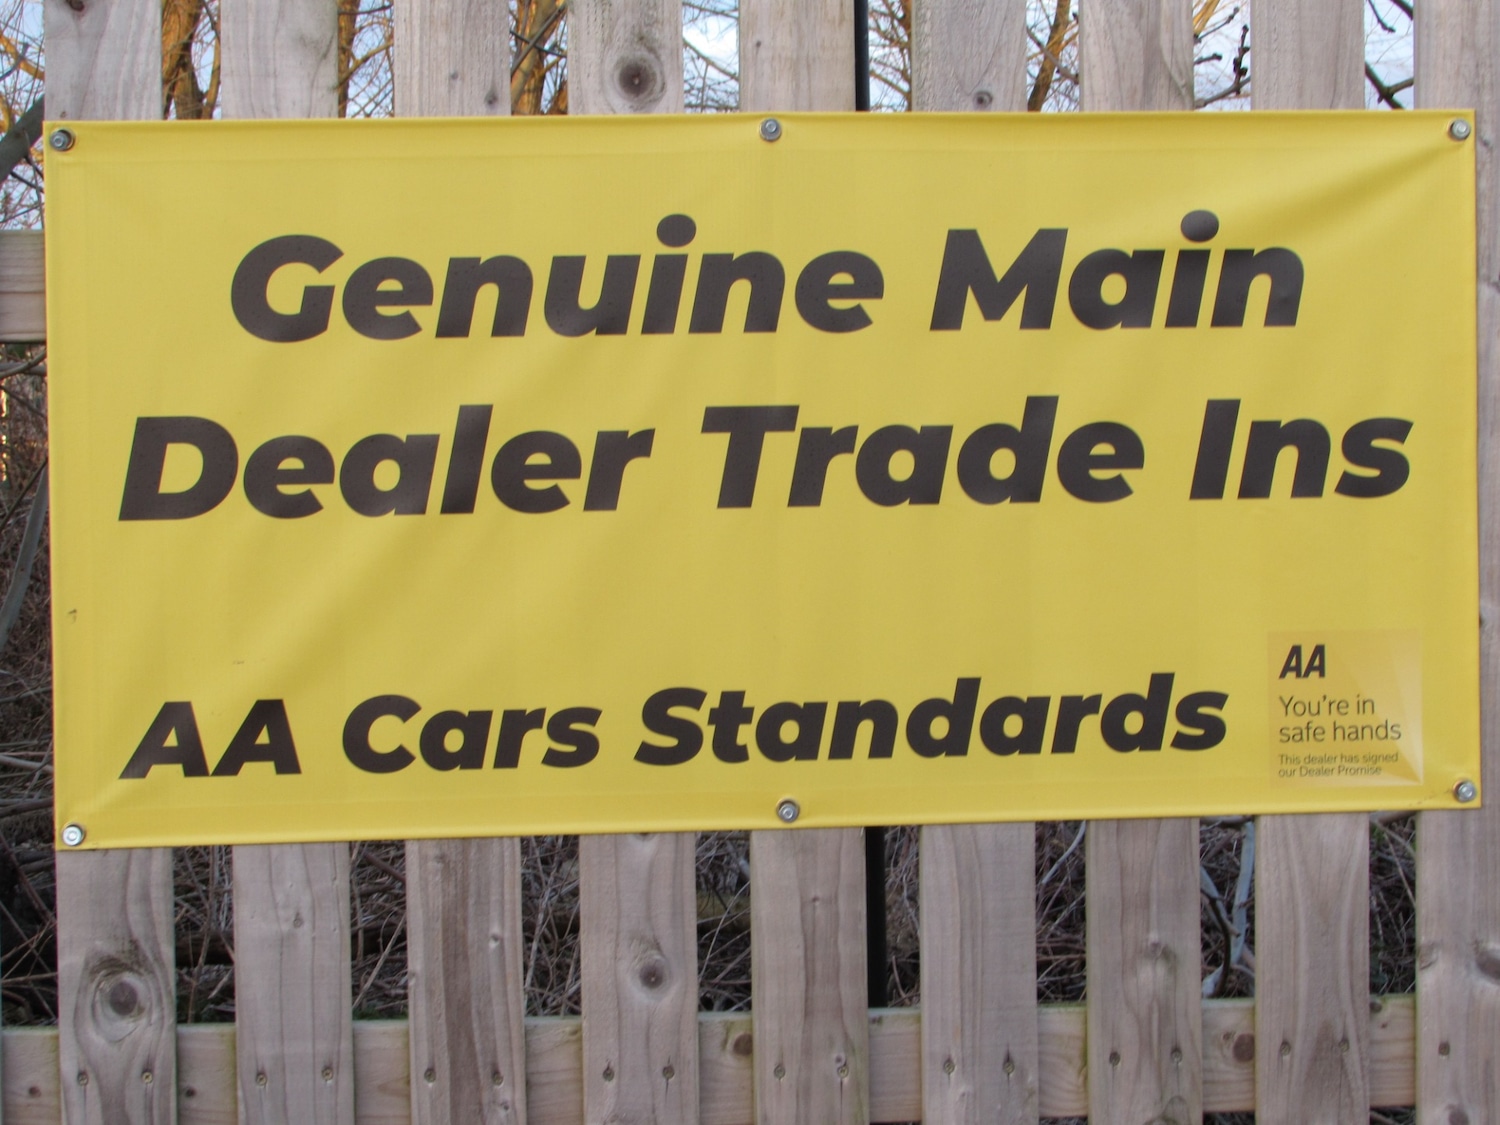 Genuine Main
Dealer Trade Ins
AA Cars Standards
AA
You're in
safe hands
This dealer has signed
our Dealer Promise